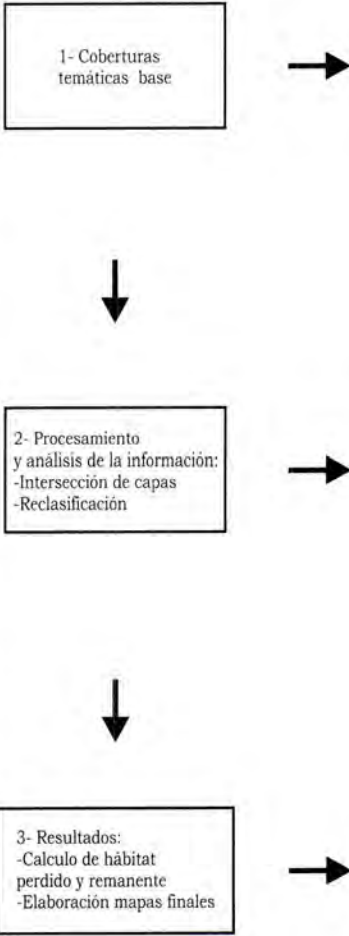 1- Coberturas
temáticas base
2- Procesamiento
y análisis de la información:
-Intersección de capas
-Reclasificación
3- Resultados:
-Calculo de hábitat
perdido y remanente
-Elaboración mapas finales